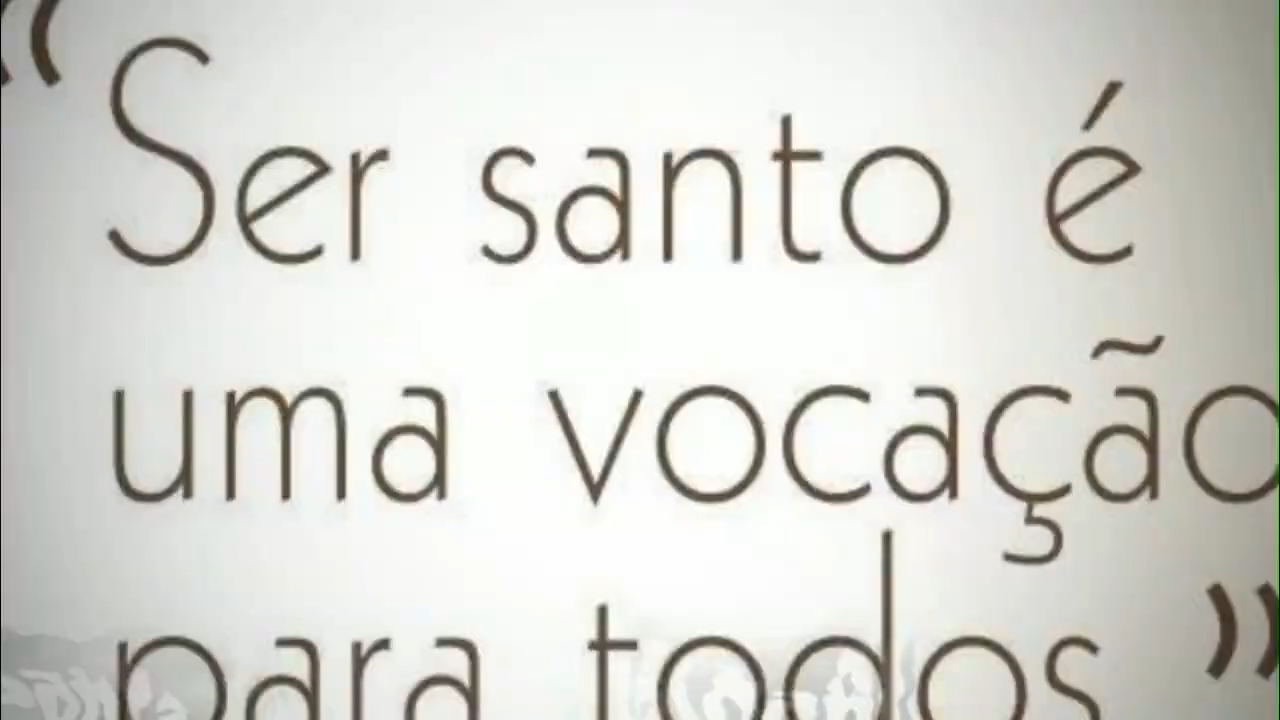 “Ser santo é
uma vocação
para todos”